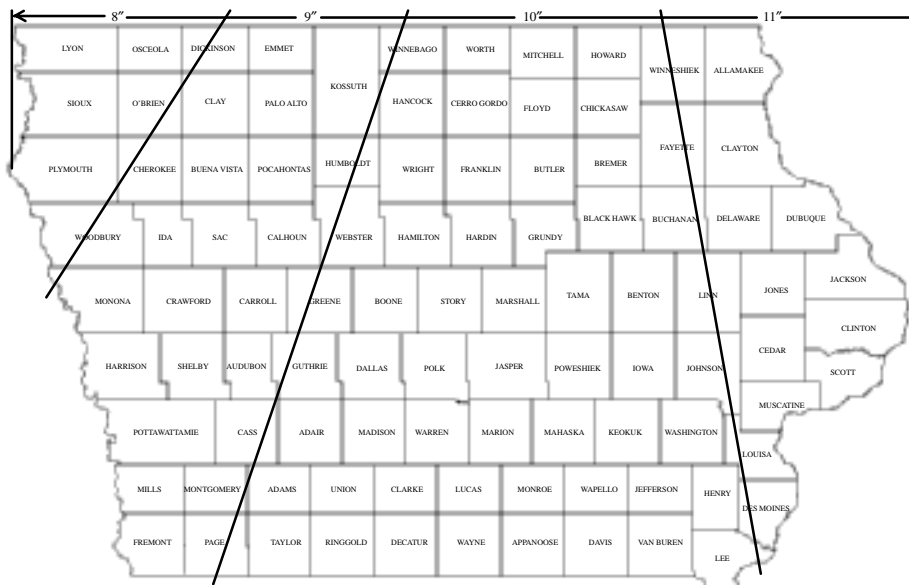 8″ 9″ 10″ 11″
LYON OSCEOLA DICKINSON EMMET WINNEBAGO WORTH MITCHELL HOWARD WINNESHIEK ALLAMAKEE
KOSSUTH
SIOUX O'BRIEN CLAY PALO ALTO HANCOCK CERRO GORDO FLOYD CHICKASAW
PLYMOUTH CHEROKEE BUENA VISTA POCAHONTAS HUMBOLDT WRIGHT FRANKLIN BUTLER BREMER FAYETTE CLAYTON
BLACK HAWK BUCHANAN DELAWARE DUBUQUE
WOODBURY IDA SAC CALHOUN WEBSTER HAMILTON HARDIN GRUNDY
JACKSON
MONONA CRAWFORD CARROLL GREENE BOONE STORY MARSHALL TAMA BENTON LINN JONES
CLINTON
CEDAR
HARRISON SHELBY AUDUBON GUTHRIE DALLAS POLK JASPER POWESHIEK IOWA JOHNSON SCOTT
MUSCATINE
POTTAWATTAMIE CASS ADAIR MADISON WARREN MARION MAHASKA KEOKUK WASHINGTON
LOUISA
MILLS MONTGOMERY ADAMS UNION CLARKE LUCAS MONROE WAPELLO JEFFERSON HENRY
DES MOINES
FREMONT PAGE TAYLOR RINGGOLD DECATUR WAYNE APPANOOSE DAVIS VAN BUREN
LEE